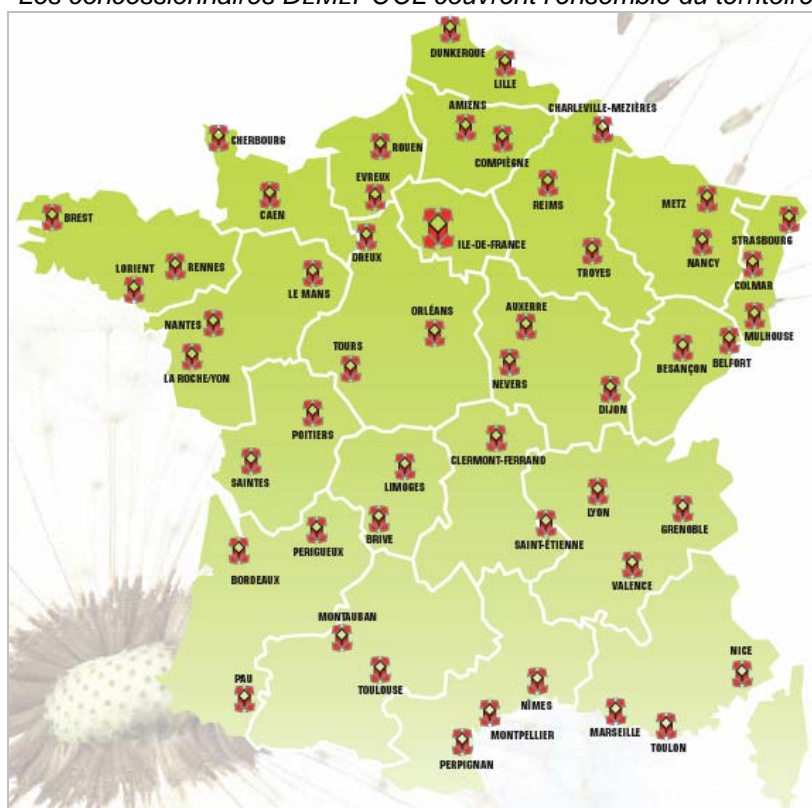 Les concessionnaires DEMEPOOL couvrent l'ensemble du territoire
DUNKERQUE
LILLE
AMIENS
CHARLEVILLE-MEZIÈRES
CHERBOURG
ROUEN
COMPIÈGNE
EVREUX
REIMS
METZ
CAEN
BREST
STRASBOURG
ILE-DE-FRANCE
DREUX
NANCY
TROYES
LORIENT
RENNES
COLMAR
LE MANS
ORLÉANS
AUXERRE
NANTES
MULHOUSE
TOURS
BELFORT
BESANÇON
LA ROCHE/YON
NEVERS
DIJON
POITIERS
CLERMONT-FERRAND
SAINTES
LIMOGES
LYON
GRENOBLE
BRIVE
SAINT-ÉTIENNE
PERIGUEUX
BORDEAUX
VALENCE
MONTAUBAN
NICE
PAU
TOULOUSE
NÎMES
MARSEILLE
MONTPELLIER
TOULON
PERPIGNAN